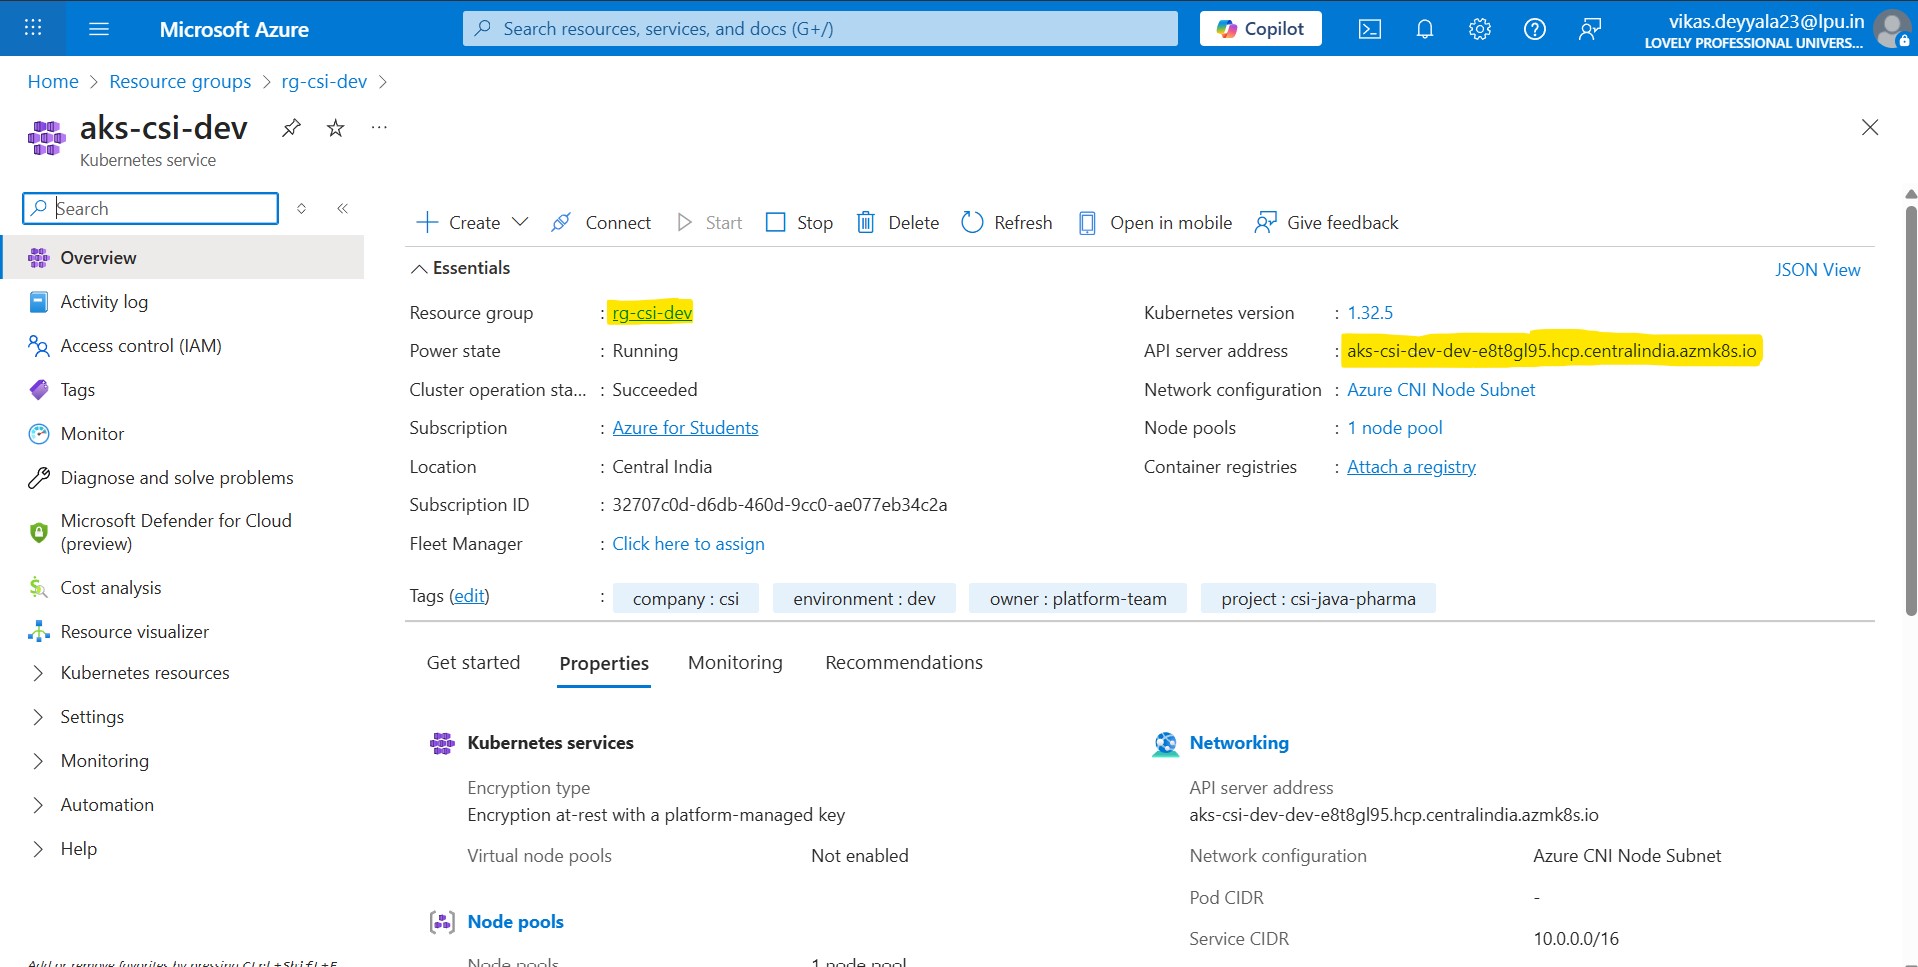 Microsoft Azure
Search resources, services, and docs (G+/)
Copilot
vikas.deyyala23@lpu.in
LOVELY PROFESSIONAL UNIVERS...
Home > Resource groups > rg-csi-dev >
aks-csi-dev
Kubernetes service
Search
Overview
Activity log
Access control (IAM)
Tags
Monitor
Diagnose and solve problems
Microsoft Defender for Cloud
(preview)
Cost analysis
Resource visualizer
Kubernetes resources
Settings
Monitoring
Automation
Help
Add or remove favorites by pressing Ctrl+Shift+F
Create Connect Start Stop Delete Refresh Open in mobile Give feedback
Essentials
JSON View
Resource group : rg-csi-dev
Power state : Running
Cluster operation sta... : Succeeded
Subscription : Azure for Students
Location : Central India
Subscription ID : 32707c0d-d6db-460d-9cc0-ae077eb34c2a
Fleet Manager : Click here to assign
Kubernetes version : 1.32.5
API server address : aks-csi-dev-dev-e8t8gl95.hcp.centralindia.azmk8s.io
Network configuration : Azure CNI Node Subnet
Node pools : 1 node pool
Container registries : Attach a registry
Tags (edit) : company : csi environment : dev owner : platform-team project : csi-java-pharma
Get started Properties Monitoring Recommendations
Kubernetes services
Encryption type
Encryption at-rest with a platform-managed key
Virtual node pools Not enabled
Node pools
Node pools 1 node pool
Networking
API server address
aks-csi-dev-dev-e8t8gl95.hcp.centralindia.azmk8s.io
Network configuration Azure CNI Node Subnet
Pod CIDR -
Service CIDR 10.0.0.0/16